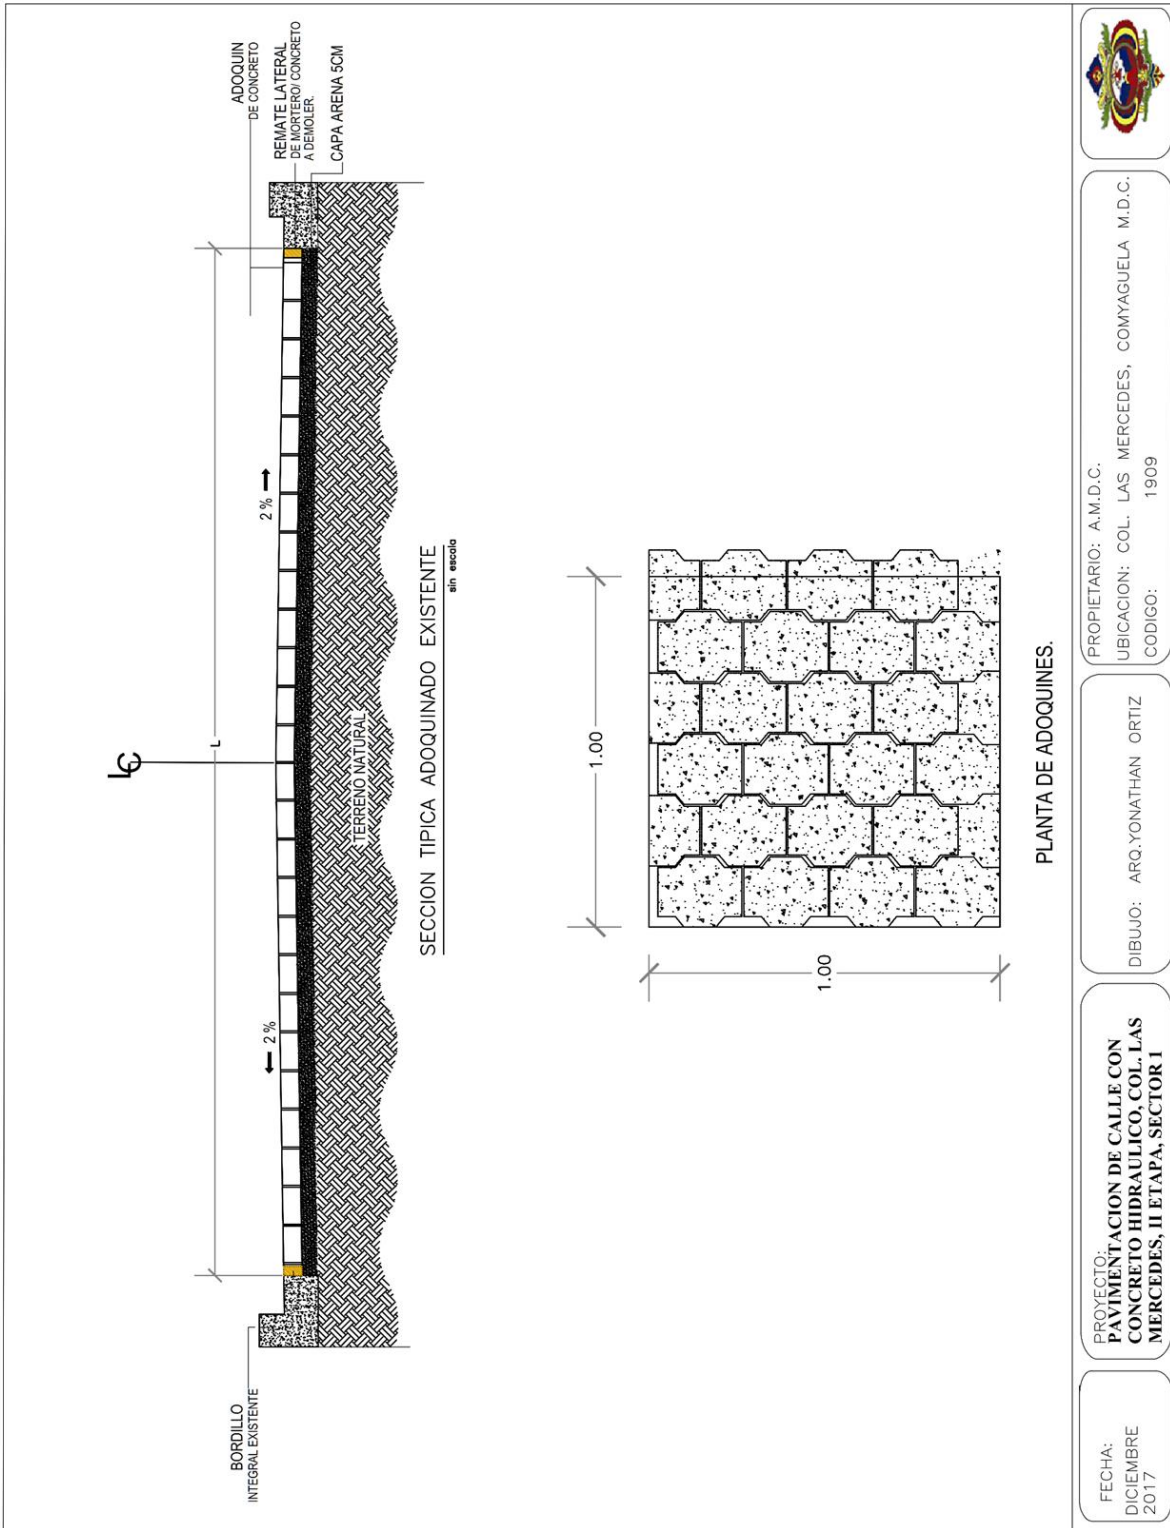 BORDILLO
INTEGRAL EXISTENTE
ADOQUIN
DE CONCRETO
REMATE LATERAL
DE MORTERO/ CONCRETO
A DEMOLER.
CAPA ARENA 5CM
L
2 %
2 %
TERRENO NATURAL
SECCION TIPICA ADOQUINADO EXISTENTE
sin escala
1.00
1.00
PLANTA DE ADOQUINES.
FECHA:
DICIEMBRE
2017
PROYECTO:
PAVIMENTACION DE CALLE CON
CONCRETO HIDRAULICO, COL. LAS
MERCEDES, II ETAPA, SECTOR 1
DIBUJO: ARQ.YONATHAN ORTIZ
PROPIETARIO: A.M.D.C.
UBICACION: COL. LAS MERCEDES, COMYAGUELA M.D.C.
CODIGO: 1909